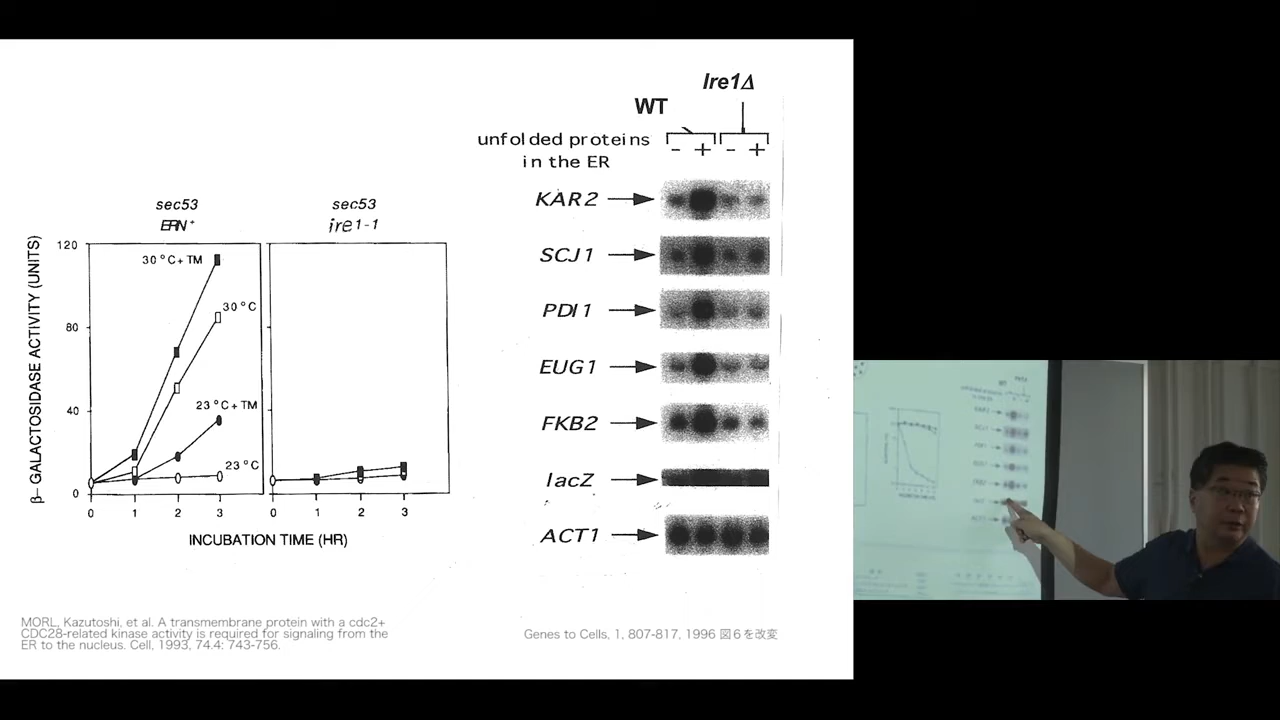 Ire1Δ
WT
unfolded proteins
in the ER
- + - +
KAR2
SCJ1
PDI1
EUG1
FKB2
lacZ
ACT1
sec53
ERN+
sec53
ire1-1
β- GALACTOSIDASE ACTIVITY (UNITS)
120
80
40
0
30°C+TM
30°C
23°C+TM
23°C
0 1 2 3
0 1 2 3
INCUBATION TIME (HR)
MORL, Kazutoshi, et al. A transmembrane protein with a cdc2+
CDC28-related kinase activity is required for signaling from the
ER to the nucleus. Cell, 1993, 74.4: 743-756.
Genes to Cells, 1, 807-817, 1996 図6を改変